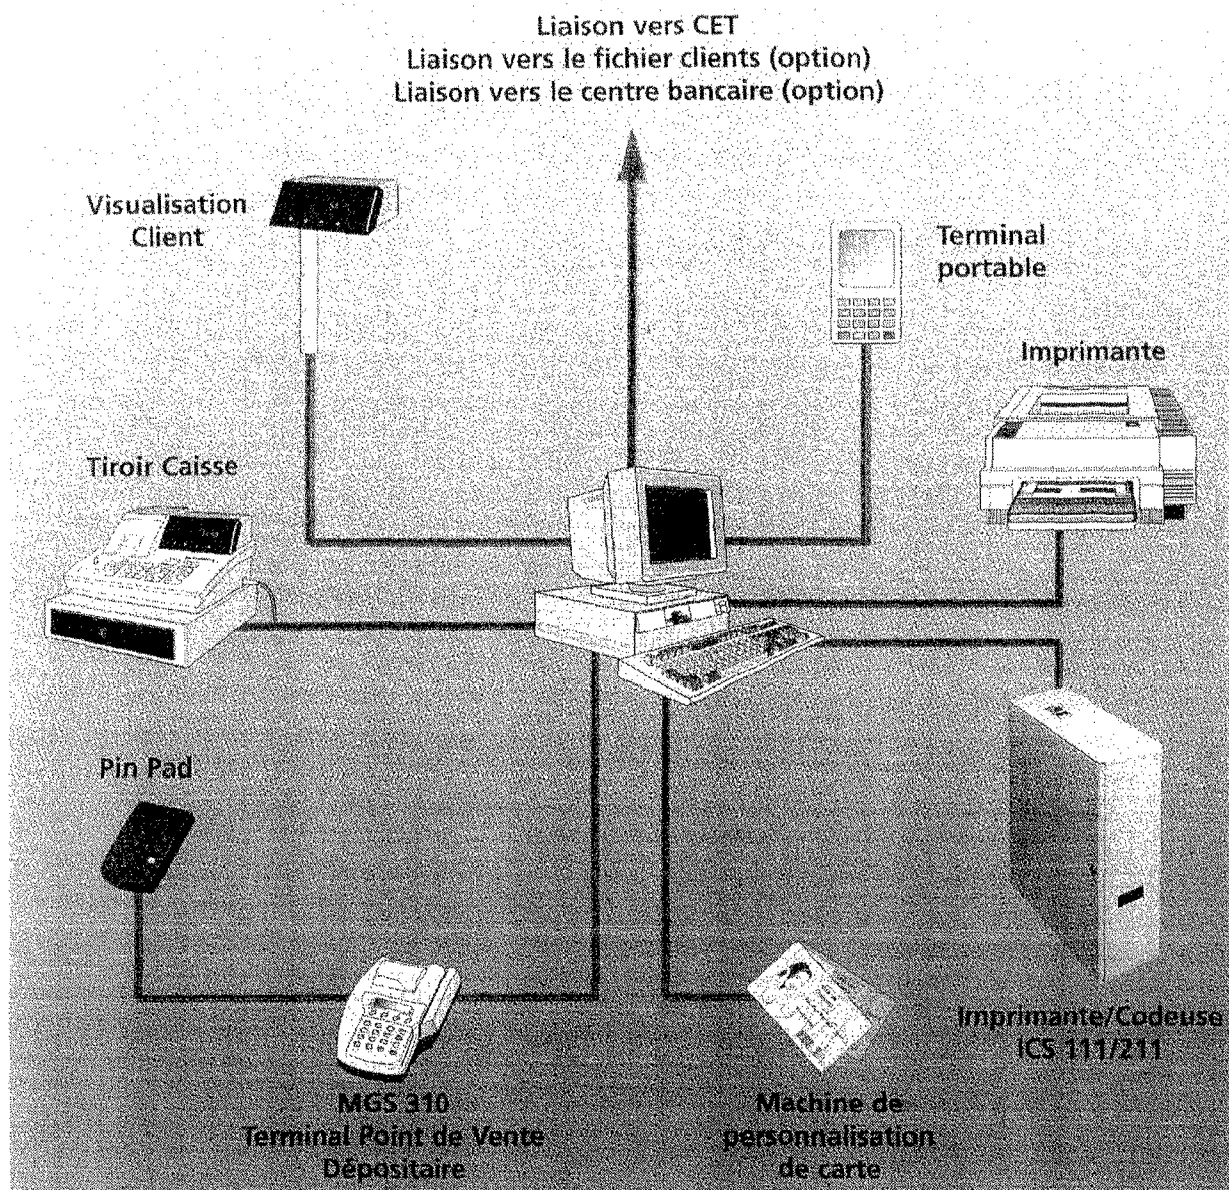 Liaison vers CET
Liaison vers le fichier clients (option)
Liaison vers le centre bancaire (option)
Visualisation
Client
Terminal
portable
Imprimante
Tiroir Caisse
Pin Pad
Imprimante/Codeuse
ICS 111/211
MGS 310
Terminal Point de Vente
Dépositaire
Machine de
personnalisation
de carte